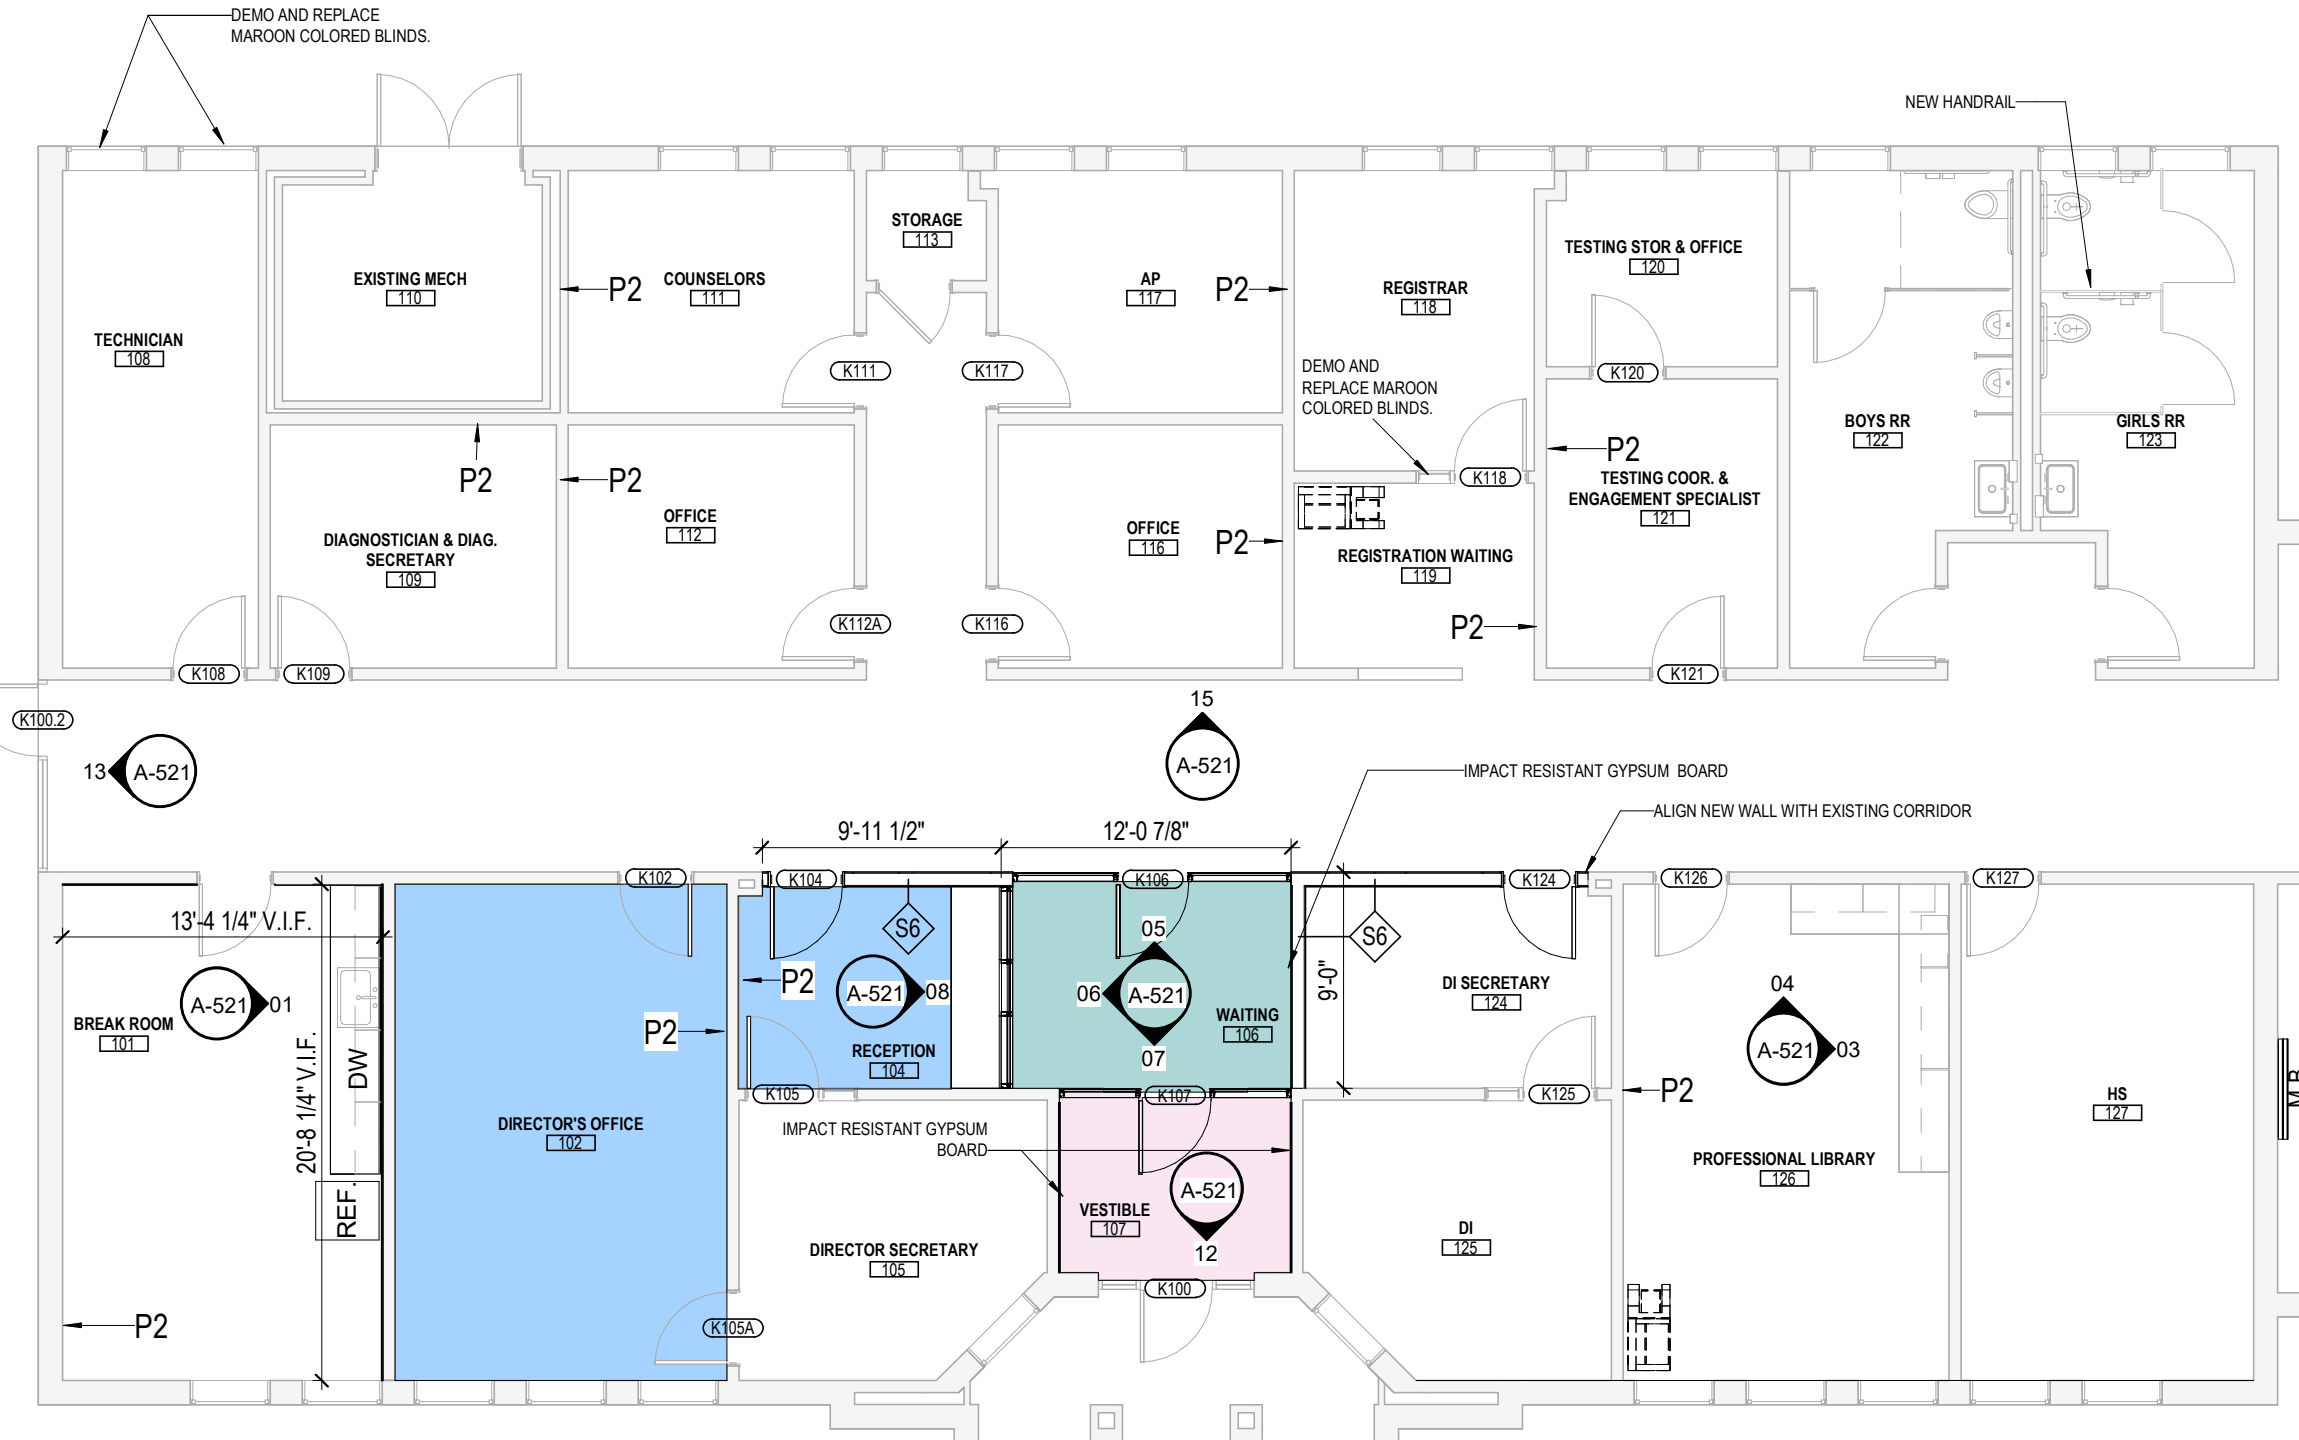 DEMO AND REPLACE
MAROON COLORED BLINDS.
NEW HANDRAIL
STORAGE
113
TESTING STOR & OFFICE
120
EXISTING MECH
110
P2
COUNSELORS
111
AP
117
P2
REGISTRAR
118
TECHNICIAN
108
K111
K117
DEMO AND
REPLACE MAROON
COLORED BLINDS.
K120
BOYS RR
122
GIRLS RR
123
P2
P2
P2
K118
P2
TESTING COOR. &
ENGAGEMENT SPECIALIST
121
DIAGNOSTICIAN & DIAG.
SECRETARY
109
OFFICE
112
OFFICE
116
P2
REGISTRATION WAITING
119
K112A
K116
P2
K108
K109
K121
K100.2
15
A-521
13
A-521
IMPACT RESISTANT GYPSUM BOARD
ALIGN NEW WALL WITH EXISTING CORRIDOR
9'-11 1/2"
12'-0 7/8"
K102
K104
K106
K124
K126
K127
13'-4 1/4" V.I.F.
S6
05
S6
P2
A-521
08
06
A-521
9'-0"
DI SECRETARY
124
04
A-521
01
BREAK ROOM
101
P2
RECEPTION
104
07
WAITING
106
A-521
03
20'-8 1/4" V.I.F.
DW
K105
K107
K125
P2
M.B.
HS
127
DIRECTOR'S OFFICE
102
IMPACT RESISTANT GYPSUM
BOARD
PROFESSIONAL LIBRARY
126
REF.
VESTIBLE
107
A-521
12
DI
125
DIRECTOR SECRETARY
105
K100
P2
K105A